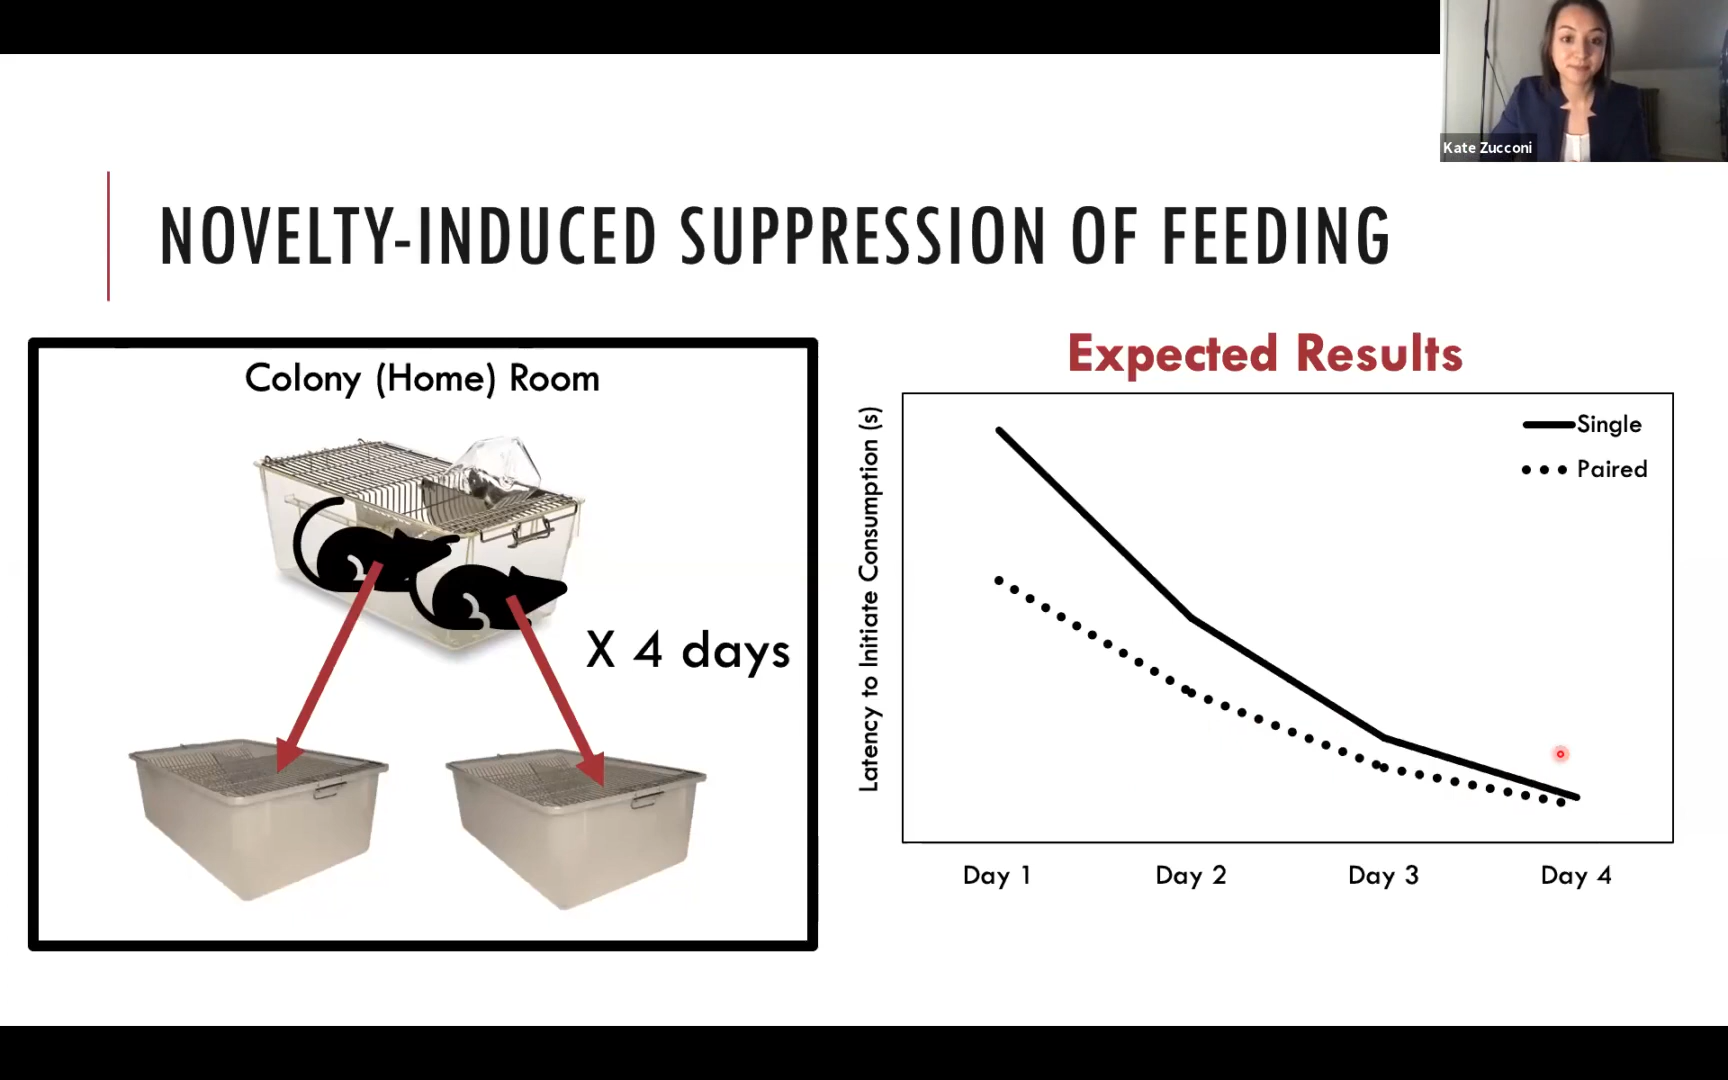 Kate Zucconi
NOVELTY-INDUCED SUPPRESSION OF FEEDING
Colony (Home) Room
X 4 days
Expected Results
Latency to Initiate Consumption (s)
Single
Paired
Day 1
Day 2
Day 3
Day 4